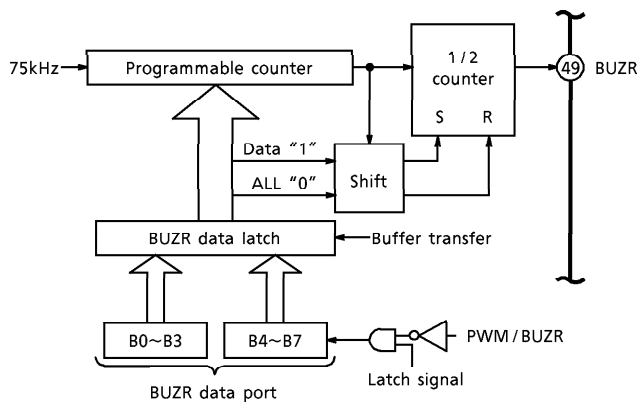 75kHz
Programmable counter
1/2
counter
S R
49 BUZR
Data "1"
ALL "0"
Shift
BUZR data latch
Buffer transfer
B0~B3
B4~B7
PWM/BUZR
Latch signal
BUZR data port